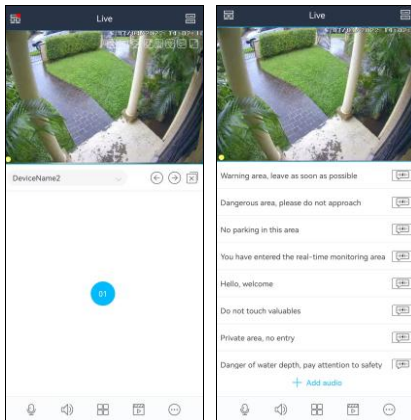 Live
DeviceName2
01
Live
Warning area, leave as soon as possible
Dangerous area, please do not approach
No parking in this area
You have entered the real-time monitoring area
Hello, welcome
Do not touch valuables
Private area, no entry
Danger of water depth, pay attention to safety
+ Add audio